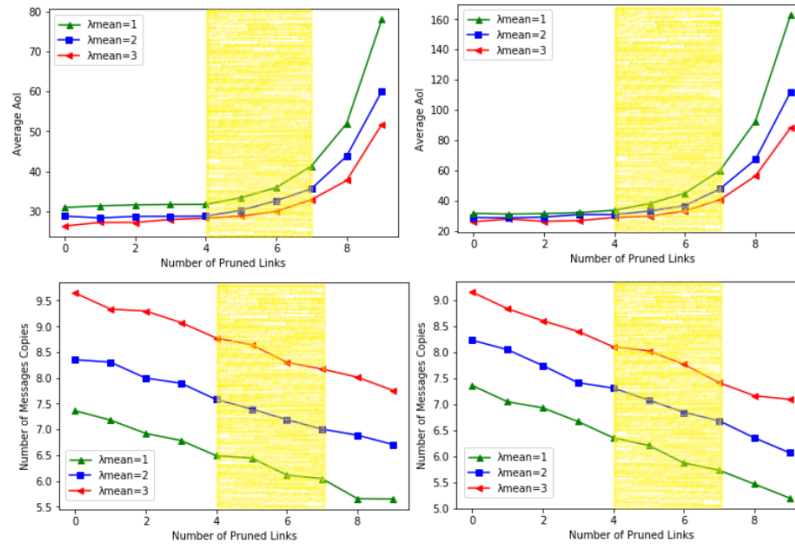 80
70
60
50
40
30
Average AoI
λmean=1
λmean=2
λmean=3
0 2 4 6 8
Number of Pruned Links
160
140
120
100
80
60
40
20
Average AoI
λmean=1
λmean=2
λmean=3
0 2 4 6 8
Number of Pruned Links
9.5
9.0
8.5
8.0
7.5
7.0
6.5
6.0
5.5
Number of Messages Copies
λmean=1
λmean=2
λmean=3
0 2 4 6 8
Number of Pruned Links
9.0
8.5
8.0
7.5
7.0
6.5
6.0
5.5
5.0
Number of Messages Copies
λmean=1
λmean=2
λmean=3
0 2 4 6 8
Number of Pruned Links